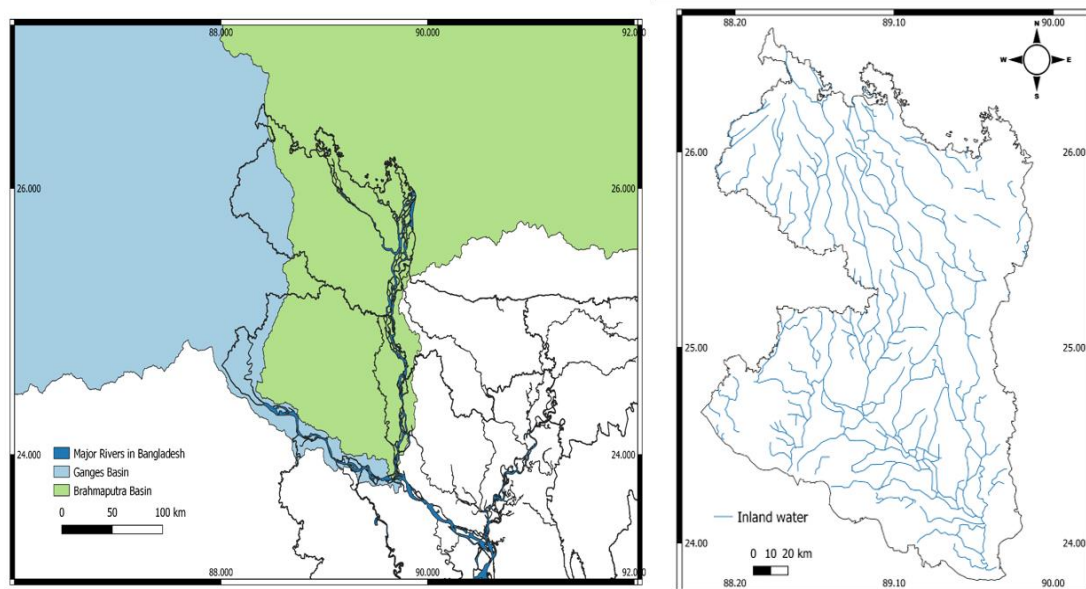 88.000
90.000
92.000
26.000
26.000
24.000
24.000
Major Rivers in Bangladesh
Ganges Basin
Brahmaputra Basin
0 50 100 km
88.000
90.000
92.000
88.20
89.10
90.00
N
W
E
S
26.00
26.00
25.00
25.00
Inland water
24.00
24.00
0 10 20 km
88.20
89.10
90.00